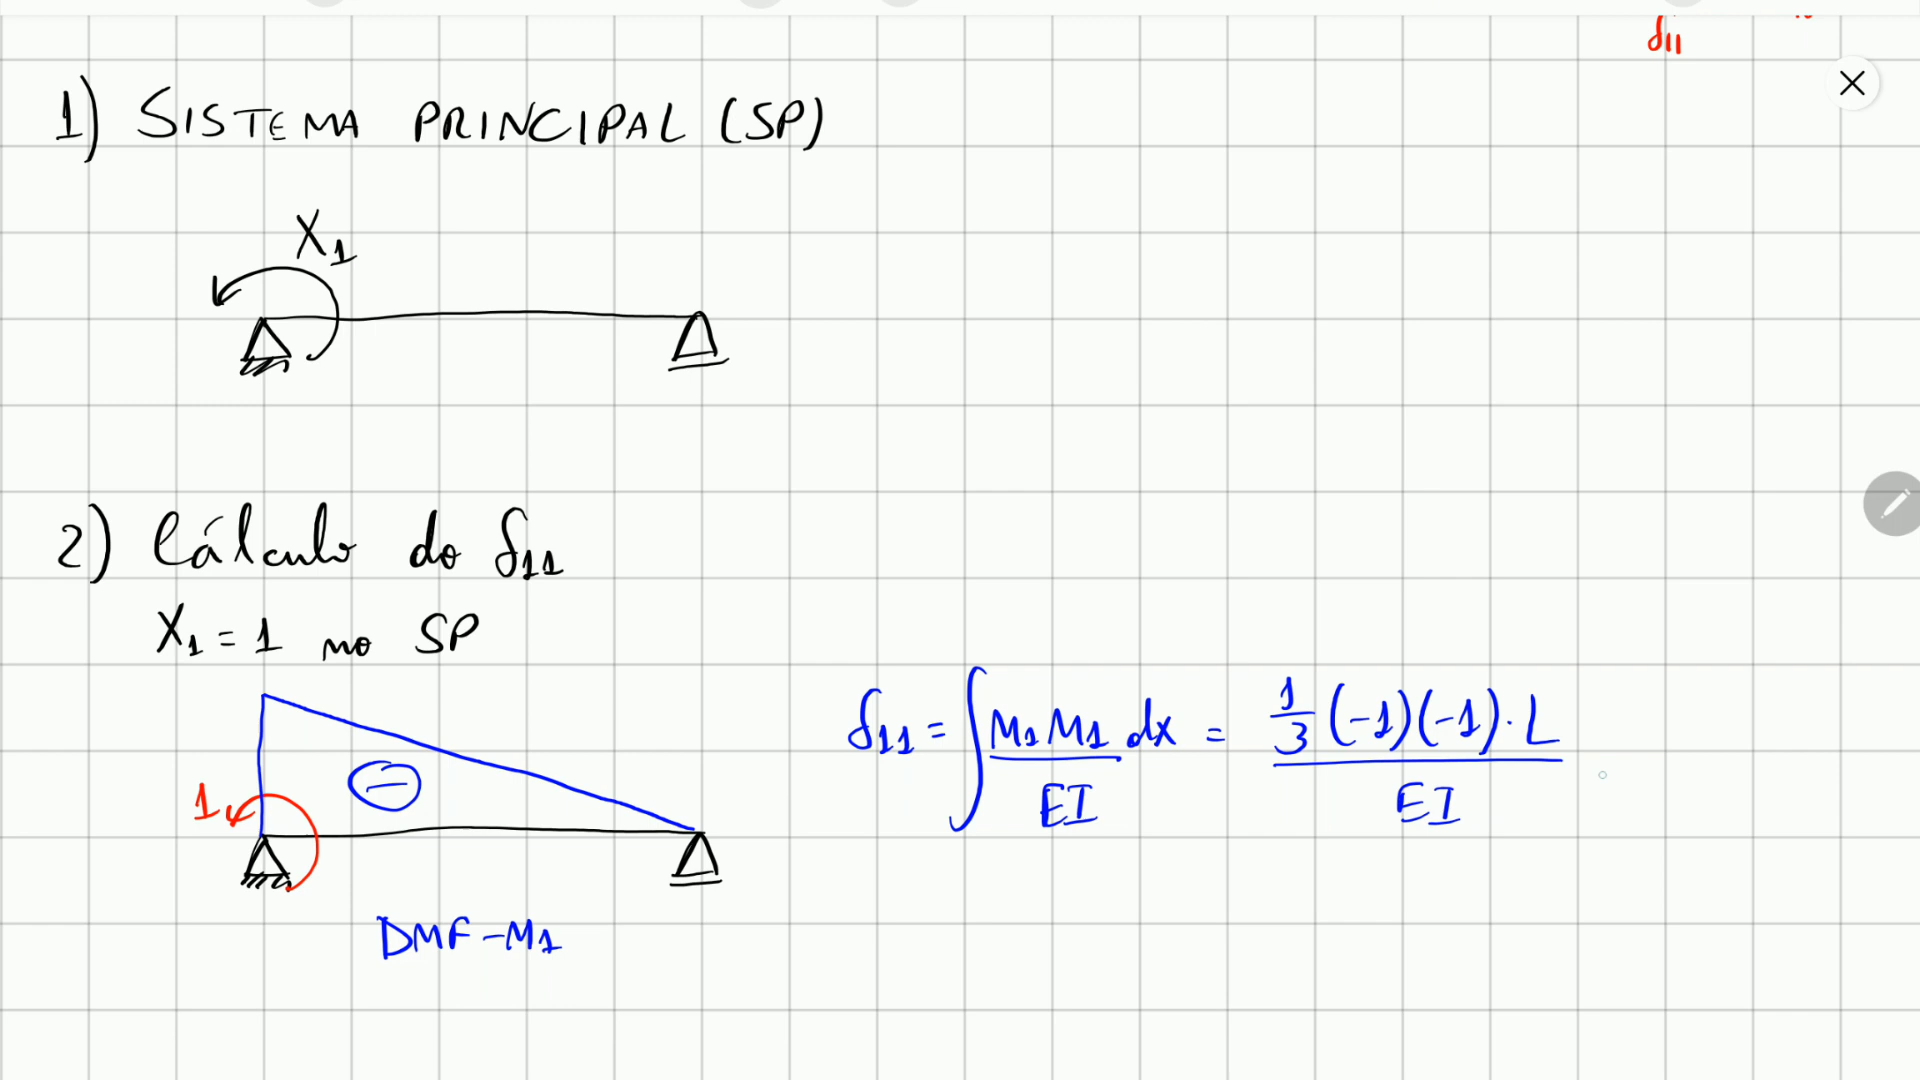 δ11
1) SISTEMA PRINCIPAL (SP)
X1
2) Cálculo do δ11
X1 = 1 no SP
δ11 = ∫ M1 M1 / EI dx = 1/3 (-1)(-1) · L / EI
1
−
DMF - M1